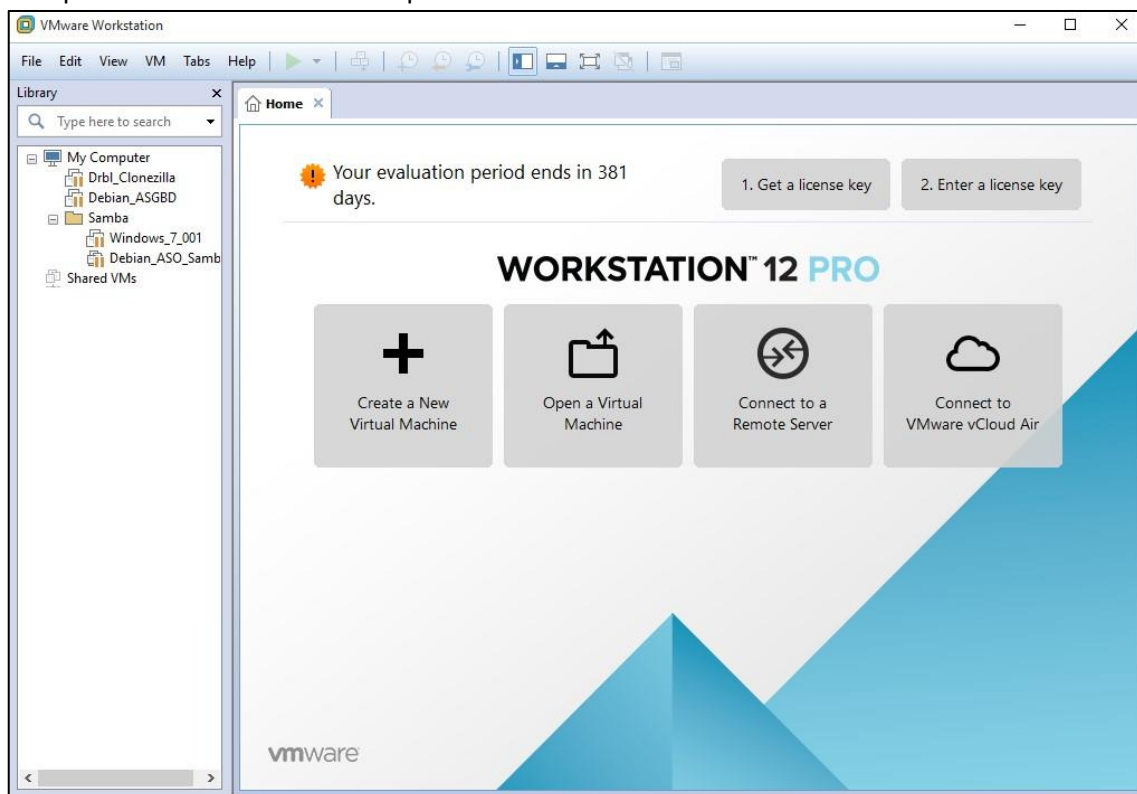 VMware Workstation
File Edit View VM Tabs Help
Library
Home
Type here to search
My Computer
Drbl_Clonezilla
Debian_ASGBD
Samba
Windows_7_001
Debian_ASO_Samb
Shared VMs
Your evaluation period ends in 381
days.
1. Get a license key
2. Enter a license key
WORKSTATION™ 12 PRO
Create a New
Virtual Machine
Open a Virtual
Machine
Connect to a
Remote Server
Connect to
VMware vCloud Air
vmware